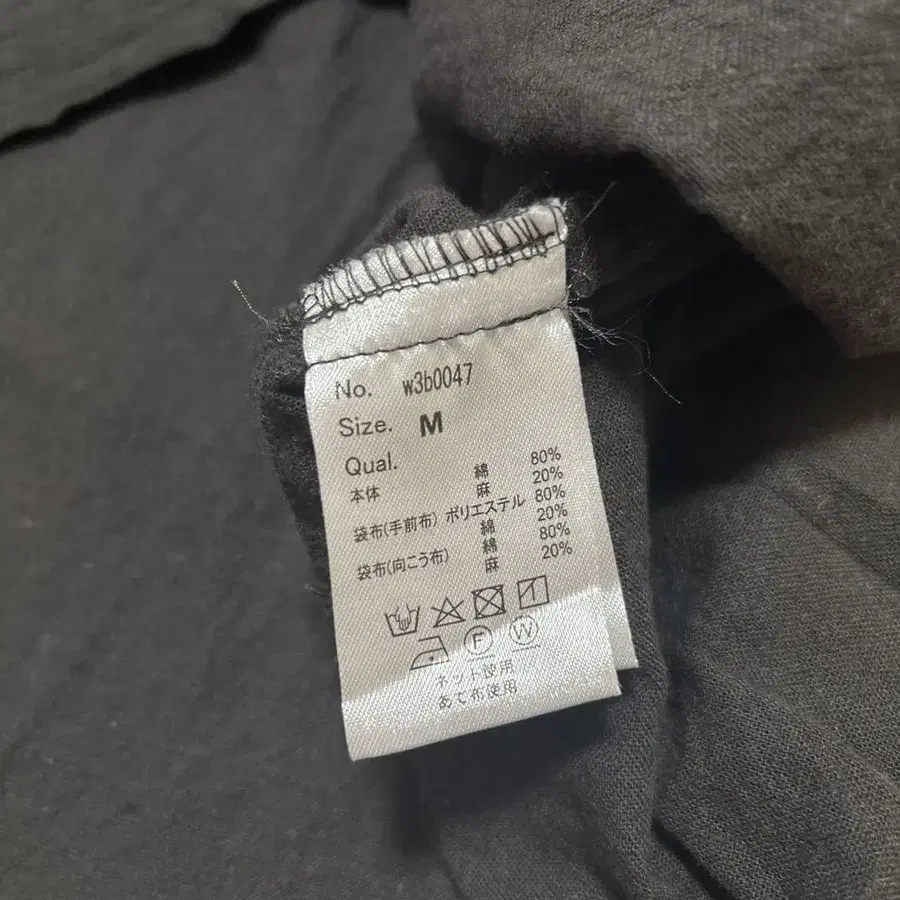 No. w3b0047
Size. M
Qual.
本体 綿 80%
麻 20%
袋布(手前布) ポリエステル 80%
綿 20%
袋布(向こう布) 綿 80%
麻 20%
F W
ネット使用
あて布使用